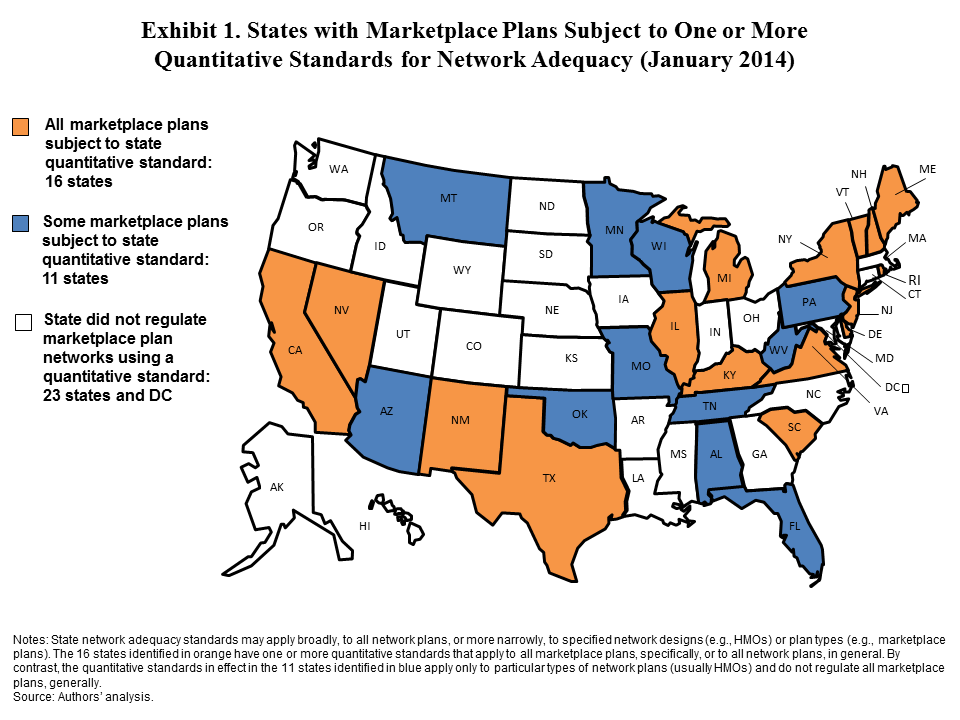 Exhibit 1. States with Marketplace Plans Subject to One or More
Quantitative Standards for Network Adequacy (January 2014)
All marketplace plans
subject to state
quantitative standard:
16 states
Some marketplace plans
subject to state
quantitative standard:
11 states
State did not regulate
marketplace plan
networks using a
quantitative standard:
23 states and DC
WA
OR
ID
MT
ND
SD
WY
NE
MN
WI
IA
MI
NY
VT
NH
ME
MA
RI
CT
NJ
DE
MD
DC
VA
PA
OH
IN
IL
WV
KY
NV
UT
CO
KS
MO
CA
AZ
NM
OK
AR
TN
NC
SC
MS
AL
GA
TX
LA
FL
AK
HI
Notes: State network adequacy standards may apply broadly, to all network plans, or more narrowly, to specified network designs (e.g., HMOs) or plan types (e.g., marketplace
plans). The 16 states identified in orange have one or more quantitative standards that apply to all marketplace plans, specifically, or to all network plans, in general. By
contrast, the quantitative standards in effect in the 11 states identified in blue apply only to particular types of network plans (usually HMOs) and do not regulate all marketplace
plans, generally.
Source: Authors’ analysis.